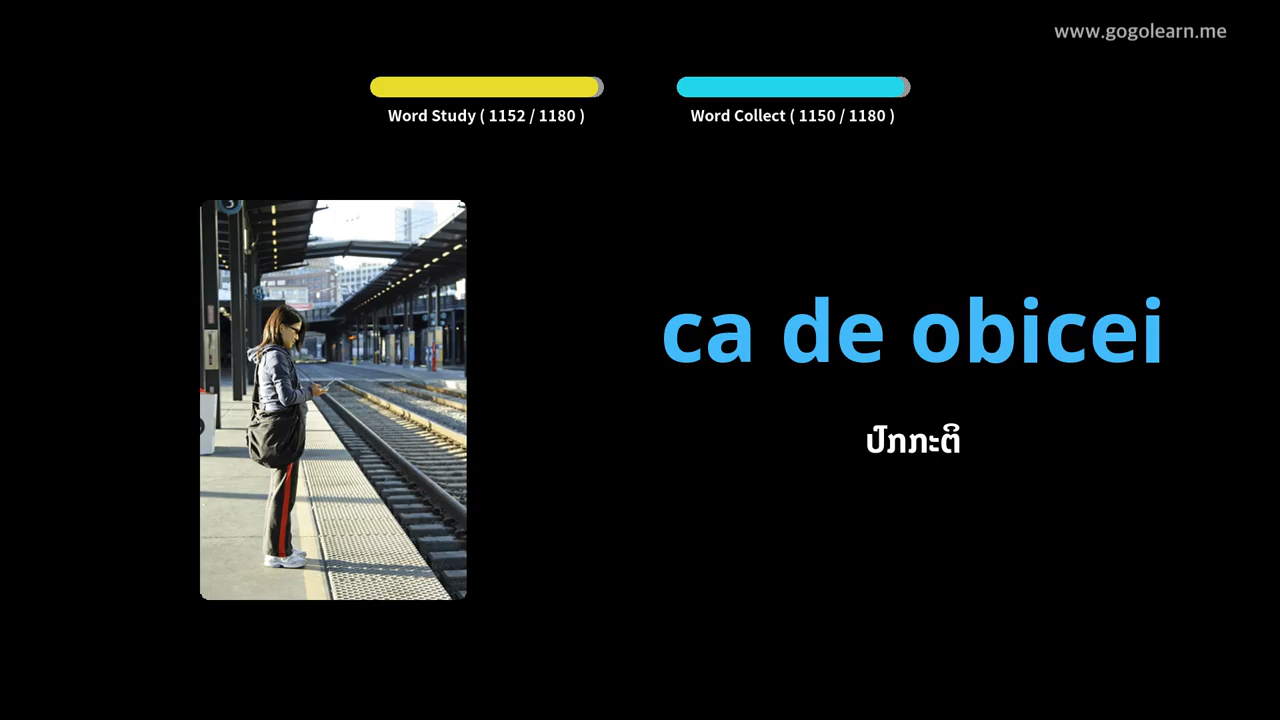 www.gogolearn.me
Word Study ( 1152 / 1180 )
Word Collect ( 1150 / 1180 )
ca de obicei
ປົກກະຕິ